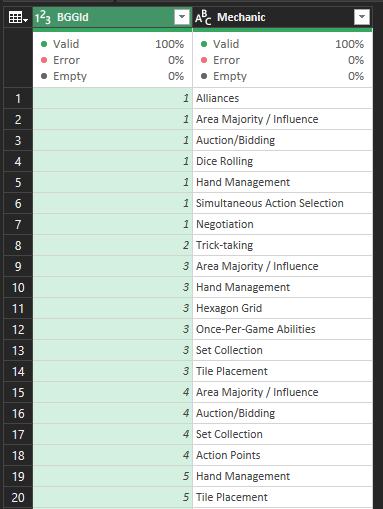 1²3 BGGId ABC Mechanic
Valid 100% Valid 100%
Error 0% Error 0%
Empty 0% Empty 0%
1 1 Alliances
2 1 Area Majority / Influence
3 1 Auction/Bidding
4 1 Dice Rolling
5 1 Hand Management
6 1 Simultaneous Action Selection
7 1 Negotiation
8 2 Trick-taking
9 3 Area Majority / Influence
10 3 Hand Management
11 3 Hexagon Grid
12 3 Once-Per-Game Abilities
13 3 Set Collection
14 3 Tile Placement
15 4 Area Majority / Influence
16 4 Auction/Bidding
17 4 Set Collection
18 4 Action Points
19 5 Hand Management
20 5 Tile Placement